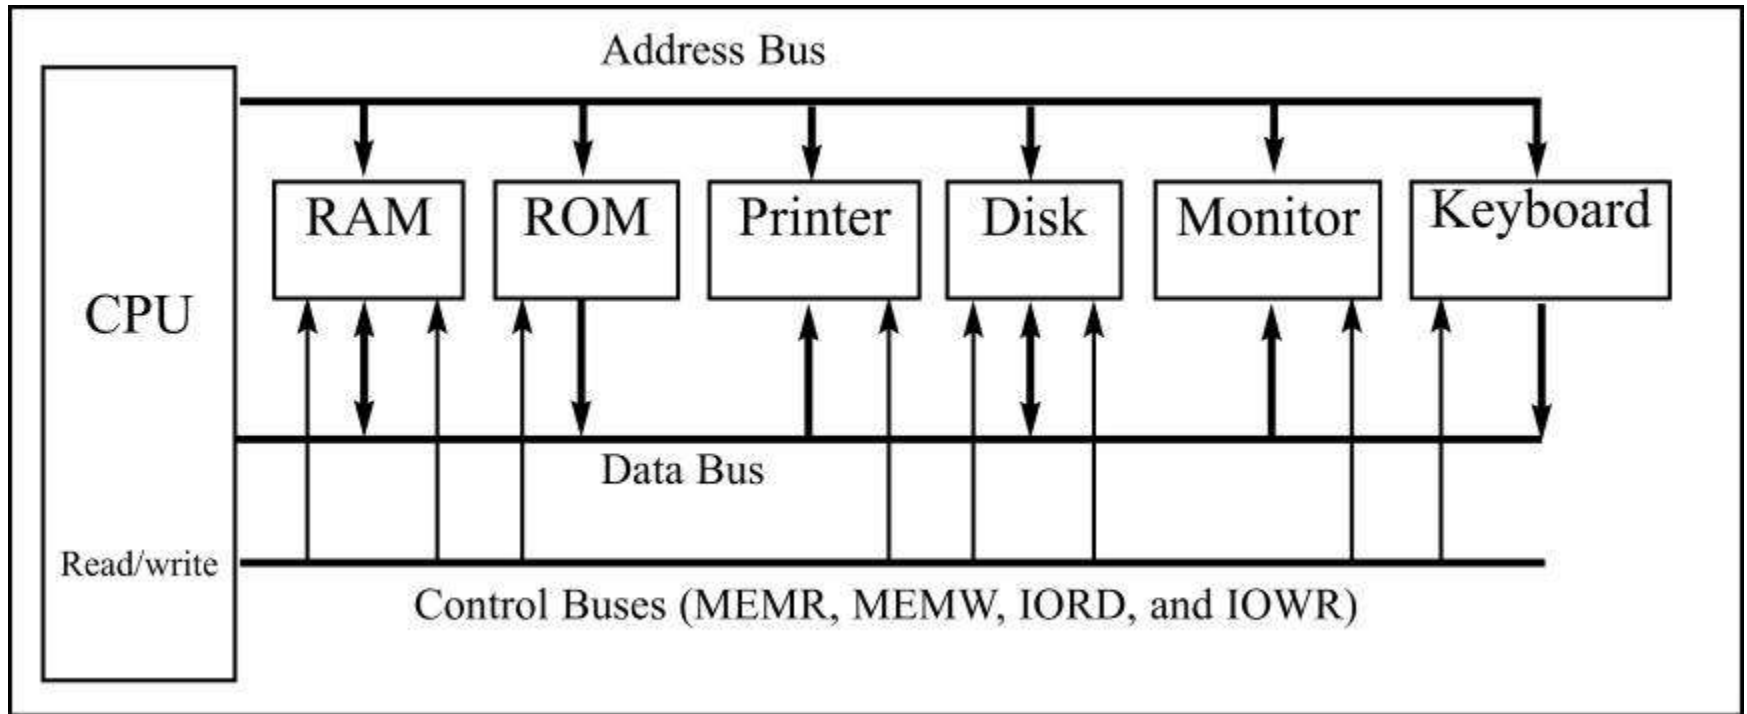 Address Bus
RAM
ROM
Printer
Disk
Monitor
Keyboard
CPU
Data Bus
Read/write
Control Buses (MEMR, MEMW, IORD, and IOWR)